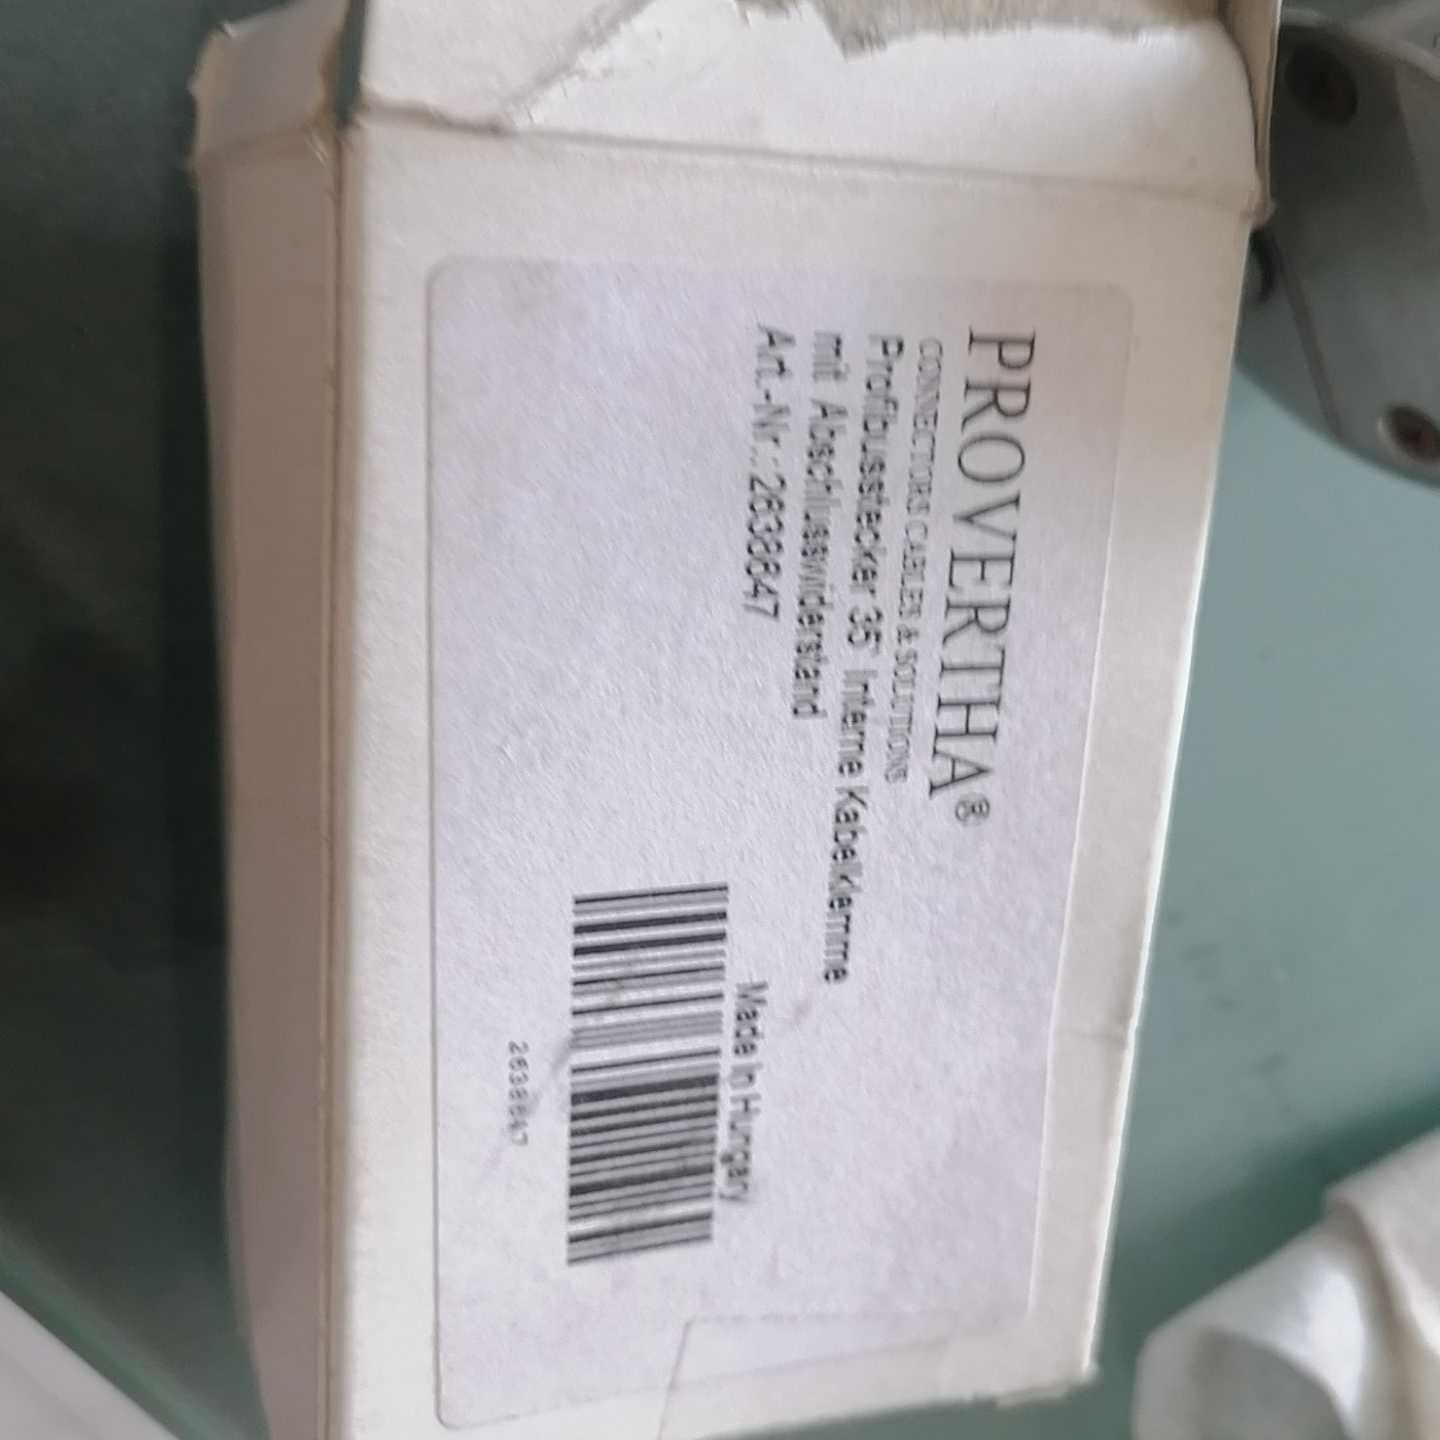 PROVERTHA®
CONNECTORS CABLES & SOLUTIONS
Profibusstecker 35° Interne Kabelklemme
mit Abschlusswiderstand
Art.-Nr.:2638847
Made in Hungary
2638847